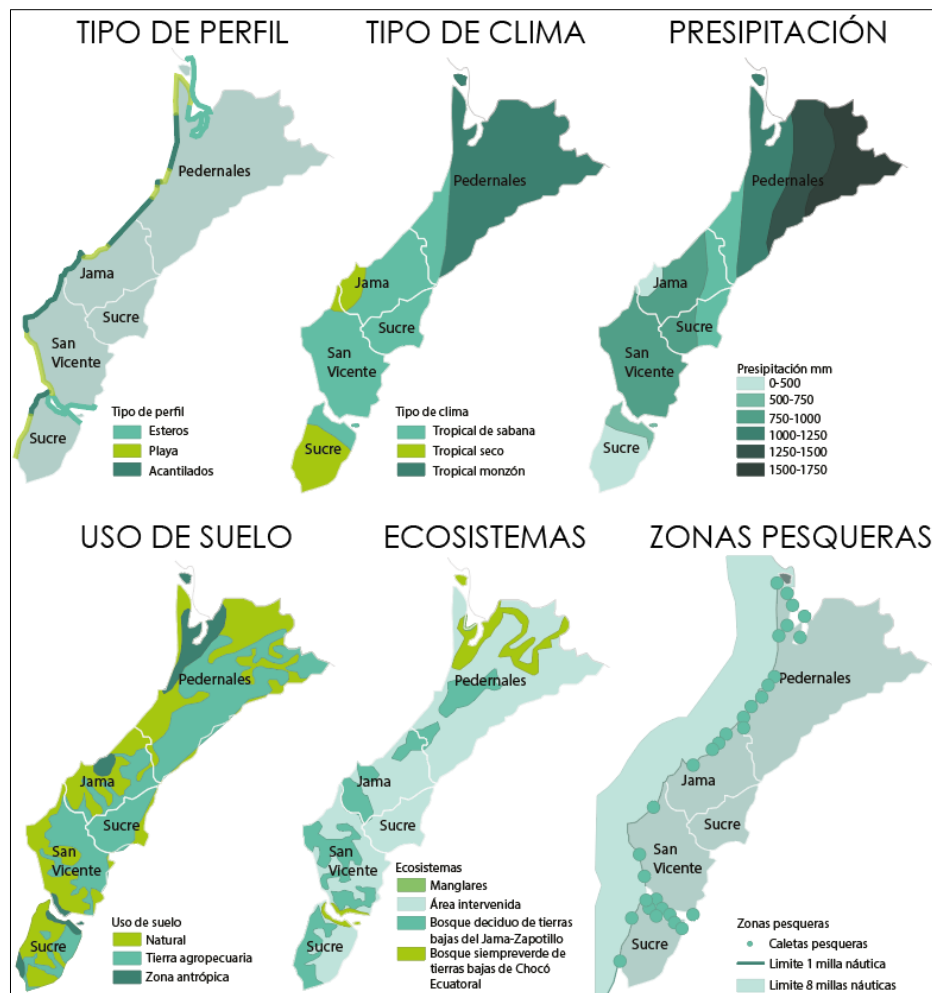 TIPO DE PERFIL
Pedernales
Jama
Sucre
San
Vicente
Sucre
Tipo de perfil
Esteros
Playa
Acantilados
TIPO DE CLIMA
Pedernales
Jama
Sucre
San
Vicente
Sucre
Tipo de clima
Tropical de sabana
Tropical seco
Tropical monzón
PRESIPITACIÓN
Pedernales
Jama
Sucre
San
Vicente
Sucre
Presipitación mm
0-500
500-750
750-1000
1000-1250
1250-1500
1500-1750
USO DE SUELO
Pedernales
Jama
Sucre
San
Vicente
Sucre
Uso de suelo
Natural
Tierra agropecuaria
Zona antrópica
ECOSISTEMAS
Pedernales
Jama
Sucre
San
Vicente
Sucre
Ecosistemas
Manglares
Área intervenida
Bosque deciduo de tierras
bajas del Jama-Zapotillo
Bosque siempreverde de
tierras bajas de Chocó
Ecuatoral
ZONAS PESQUERAS
Pedernales
Jama
Sucre
San
Vicente
Sucre
Zonas pesqueras
Caletas pesqueras
Limite 1 milla náutica
Limite 8 millas náuticas